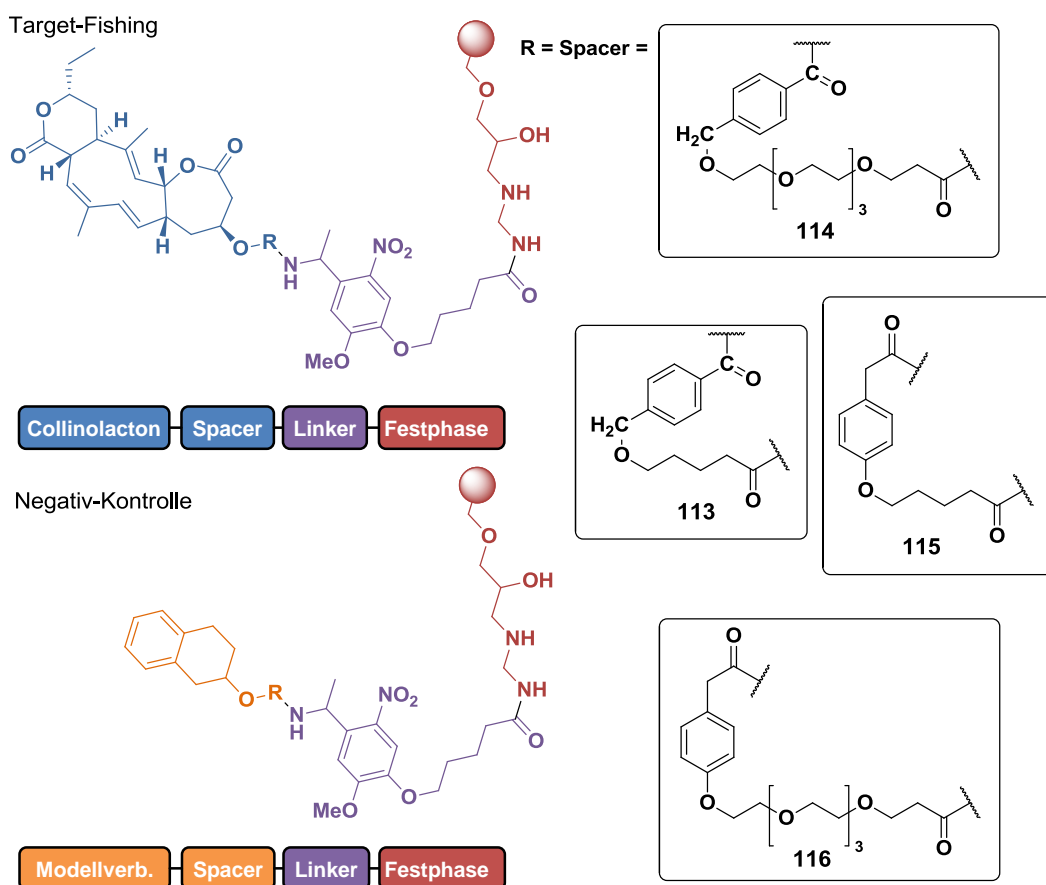 Target-Fishing
R = Spacer =
O
O
H
H
O
O
H
H
O
R
N
H
NO₂
MeO
O
O
NH
NH
OH
O
C
O
H₂C
O
O
3
O
O
114
Collinolacton
Spacer
Linker
Festphase
C
O
H₂C
O
O
113
O
O
O
115
Negativ-Kontrolle
O
OH
NH
NH
O
O
R
N
H
NO₂
MeO
O
O
O
O
3
O
O
116
Modellverb.
Spacer
Linker
Festphase